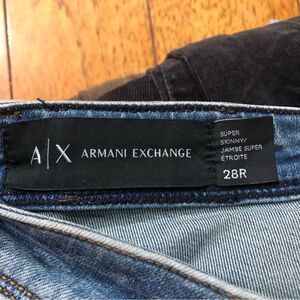 A|X ARMANI EXCHANGE
SUPER
SKINNY/
JAMBE SUPER
ÉTROITE
28R